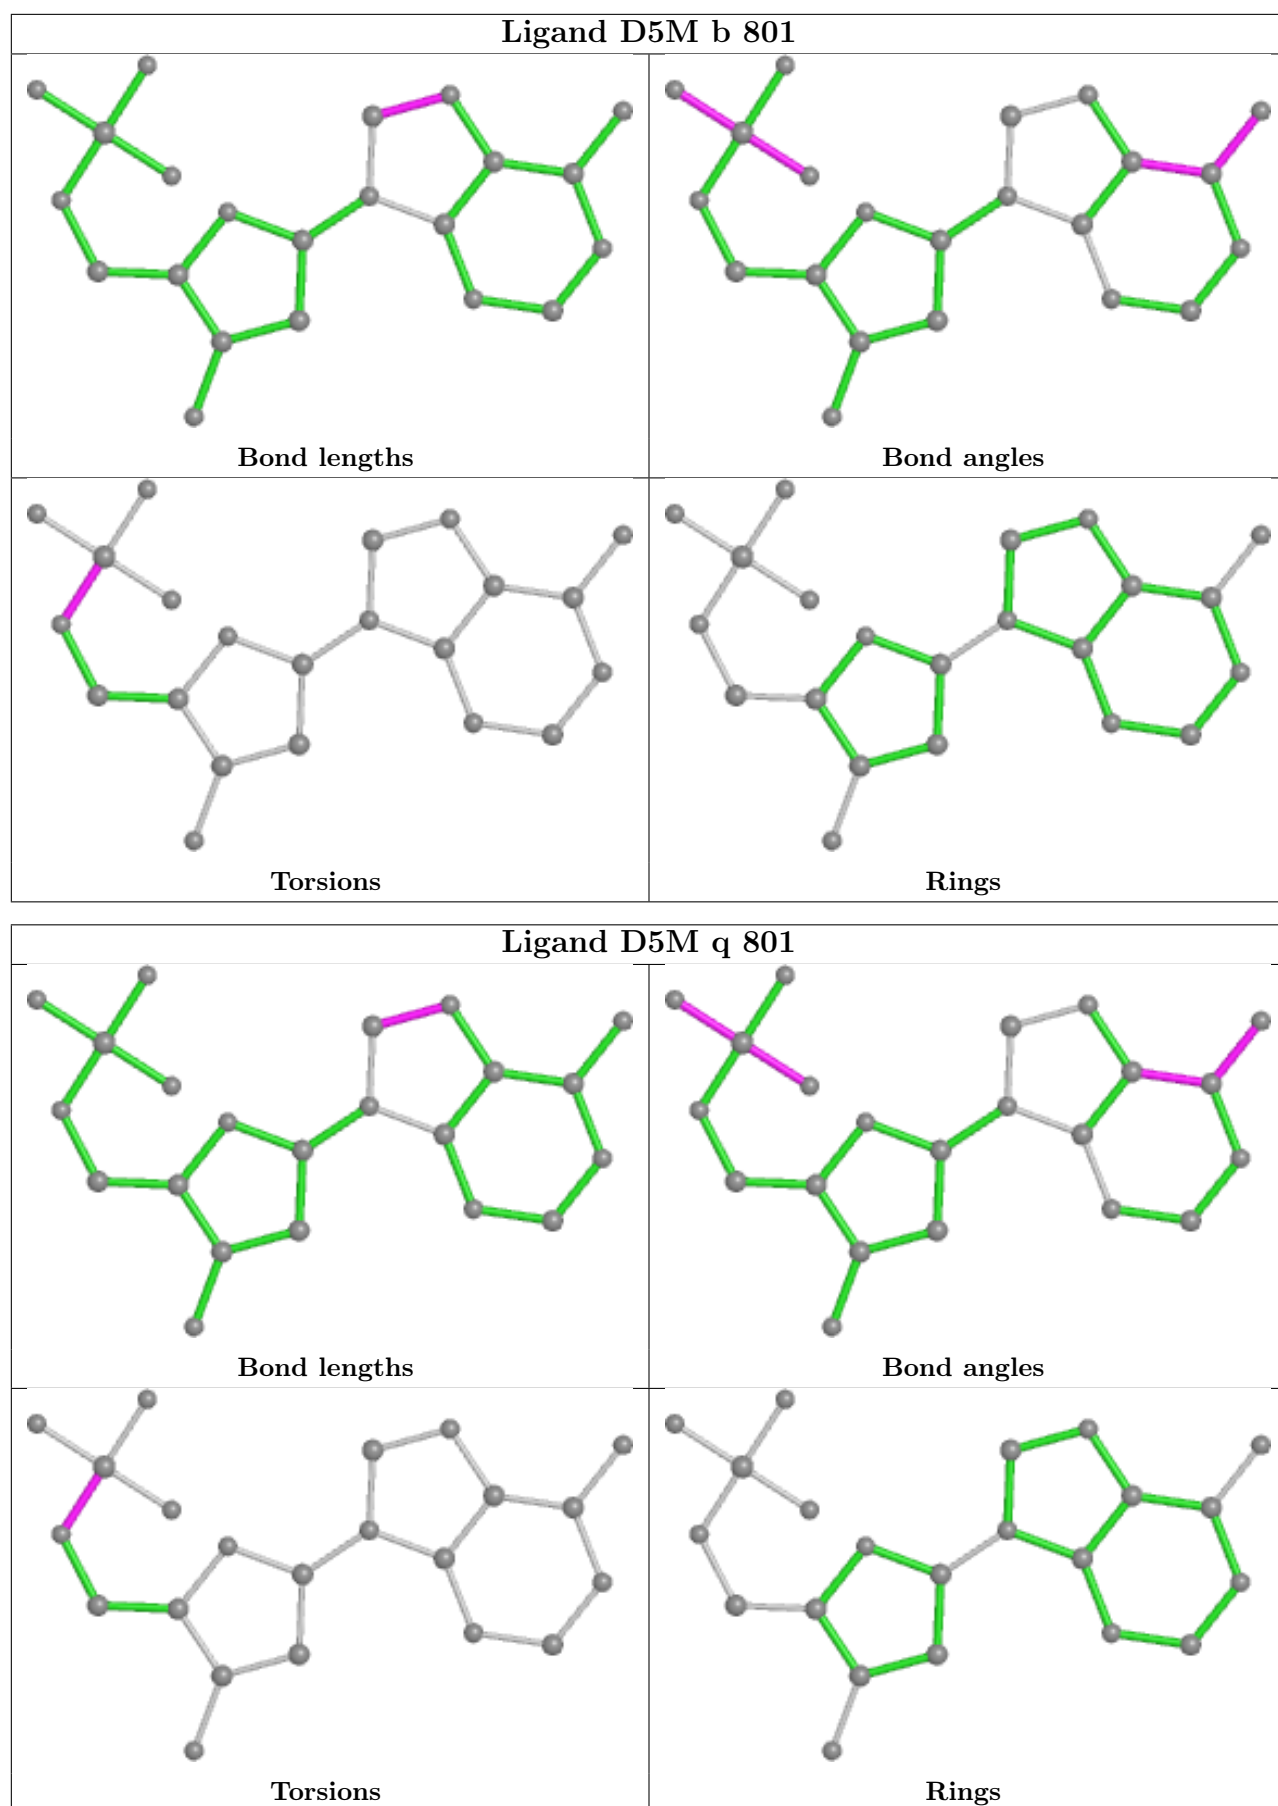 Ligand D5M b 801
Bond lengths
Bond angles
Torsions
Rings
Ligand D5M q 801
Bond lengths
Bond angles
Torsions
Rings